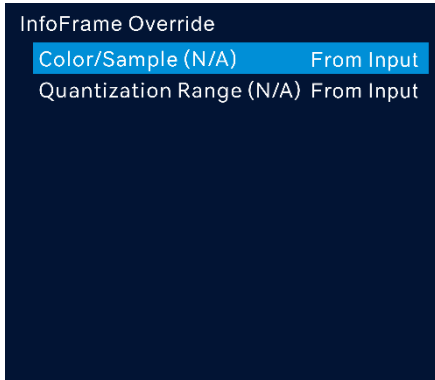 InfoFrame Override
Color/Sample (N/A) From Input
Quantization Range (N/A) From Input